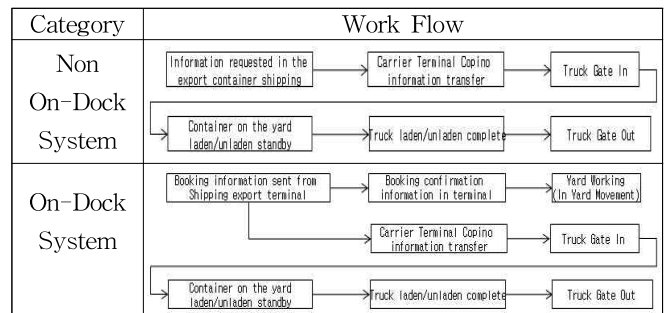 Category
Work Flow
Non
On-Dock
System
Information requested in the
export container shipping
Carrier Terminal Copino
information transfer
Truck Gate In
Container on the yard
laden/unladen standby
Truck laden/unladen complete
Truck Gate Out
On-Dock
System
Booking information sent from
Shipping export terminal
Booking confirmation
information in terminal
Yard Working
(In Yard Movement)
Carrier Terminal Copino
information transfer
Truck Gate In
Container on the yard
laden/unladen standby
Truck laden/unladen complete
Truck Gate Out